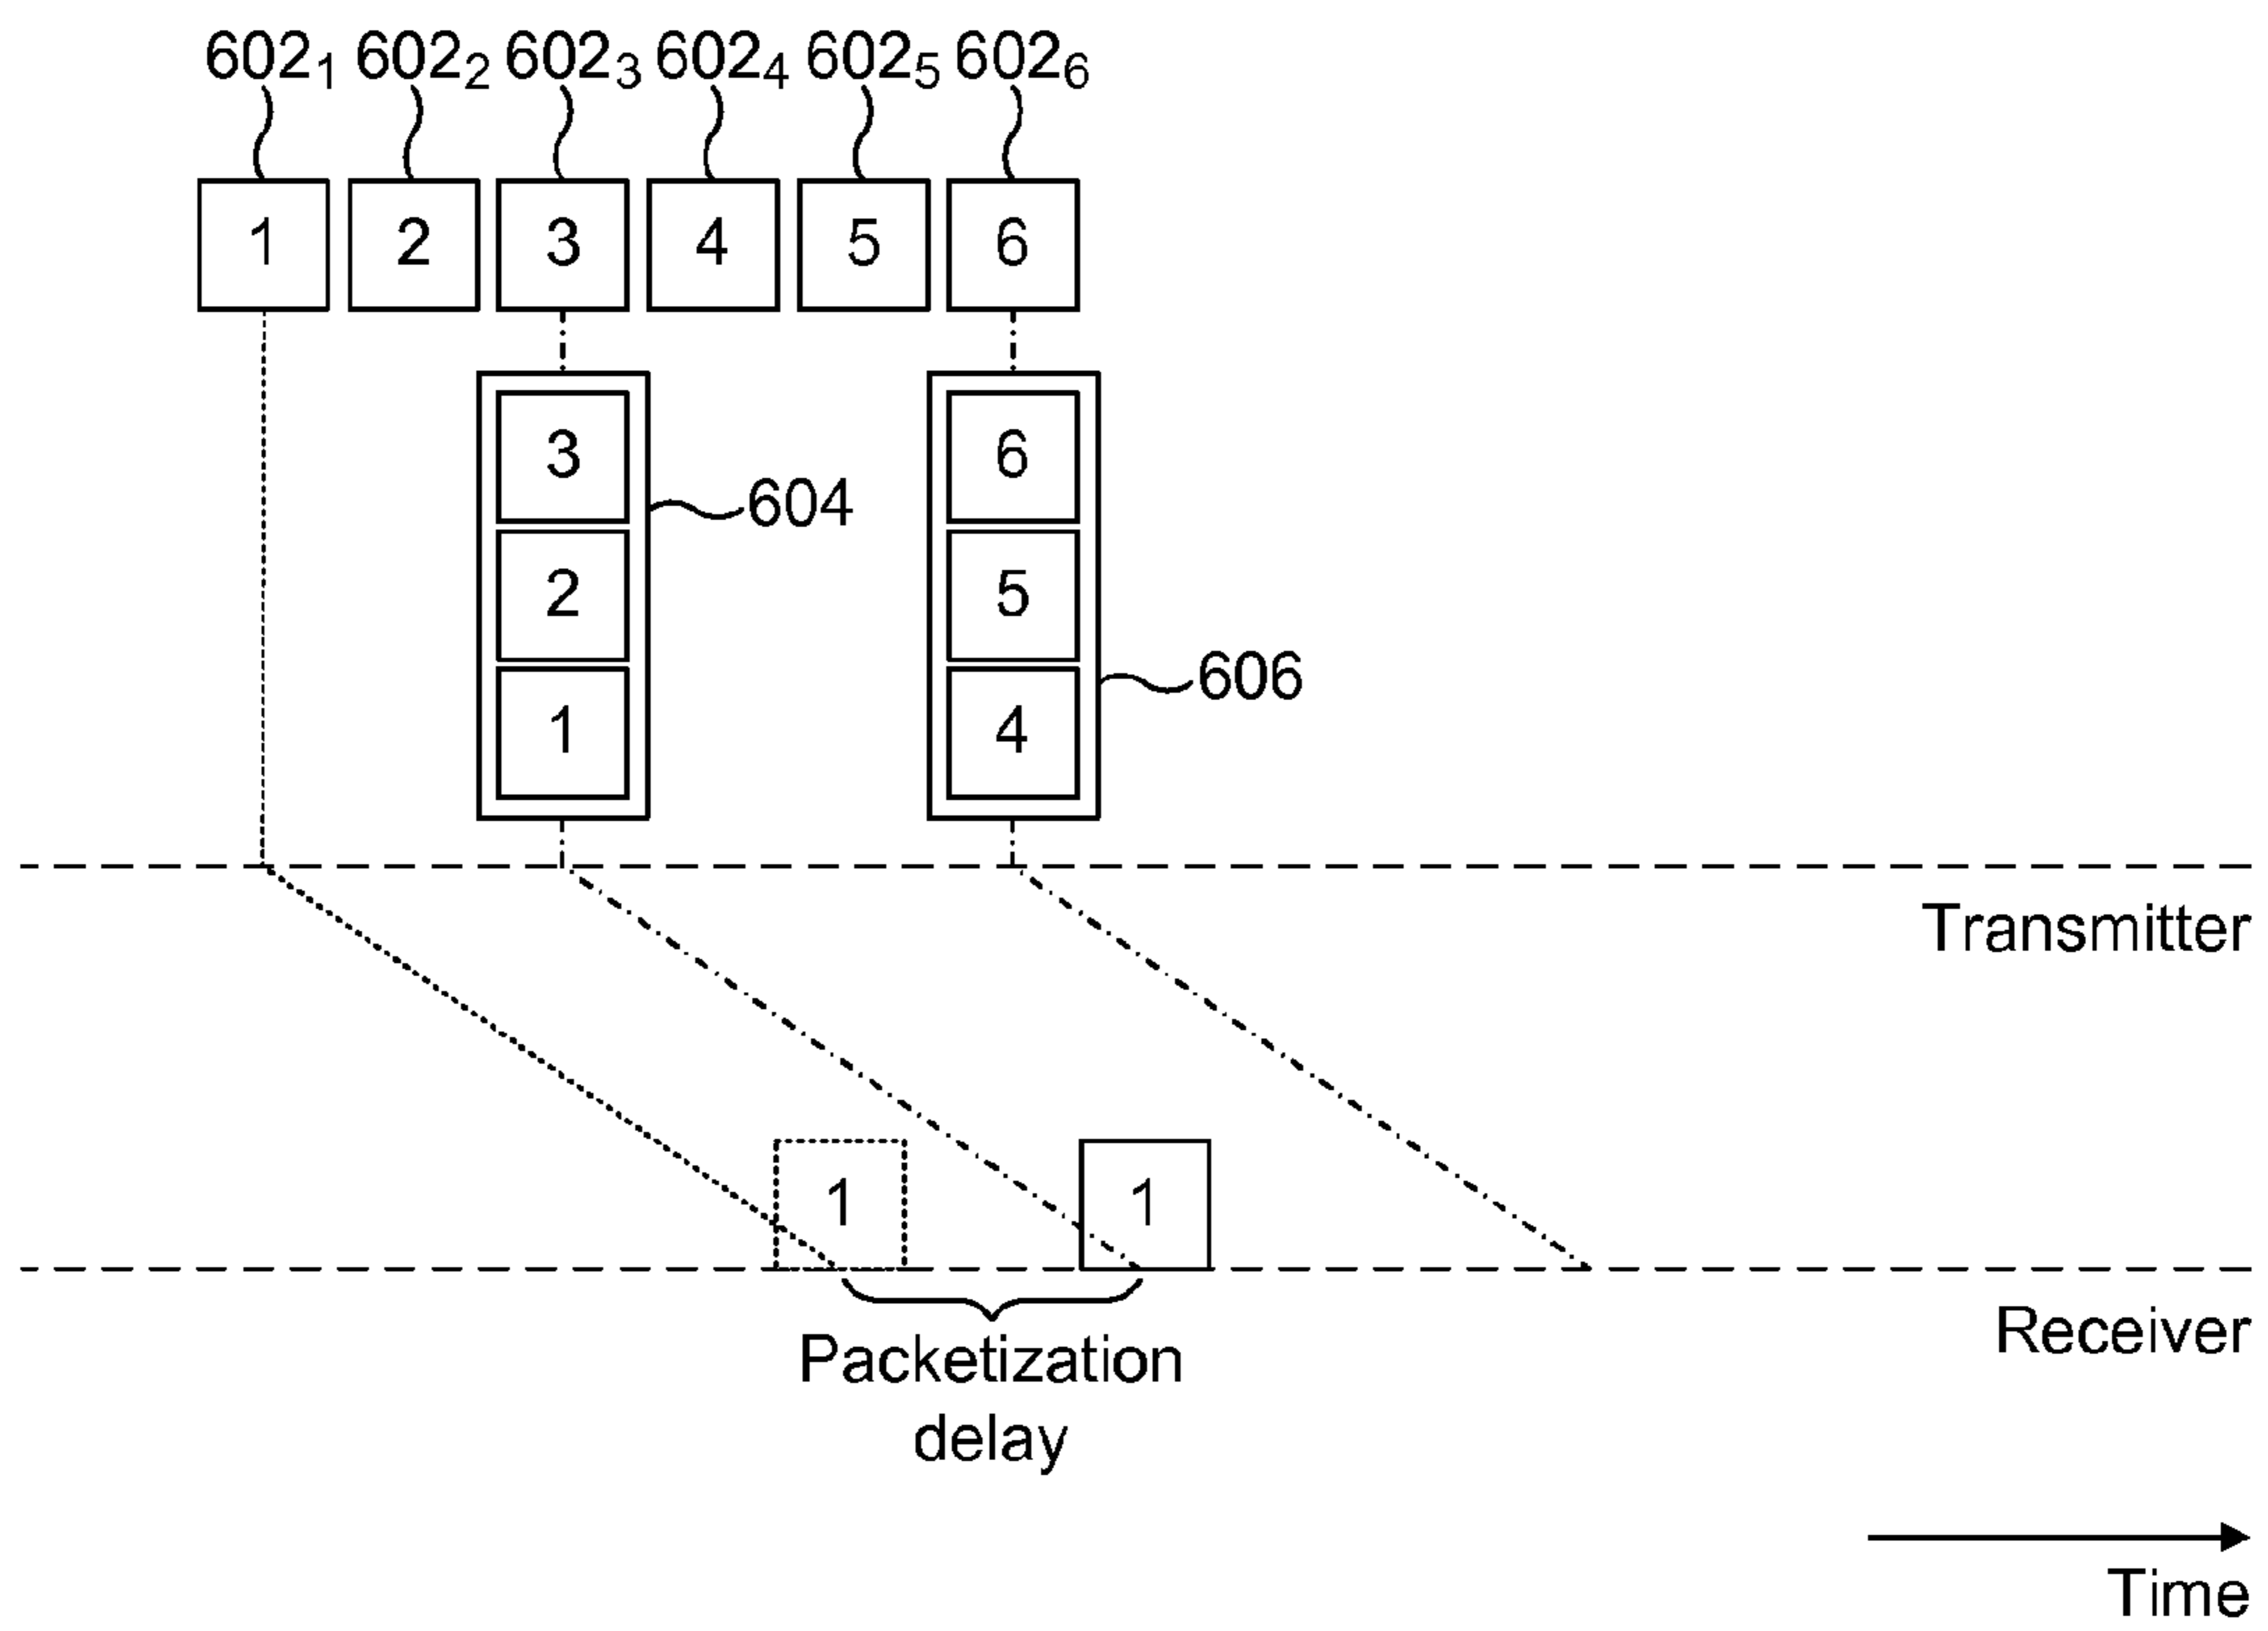 602₁ 602₂ 602₃ 602₄ 602₅ 602₆
1 2 3 4 5 6
3 6
604
2 5
606
1 4
Transmitter
1 1
Receiver
Packetization
delay
Time